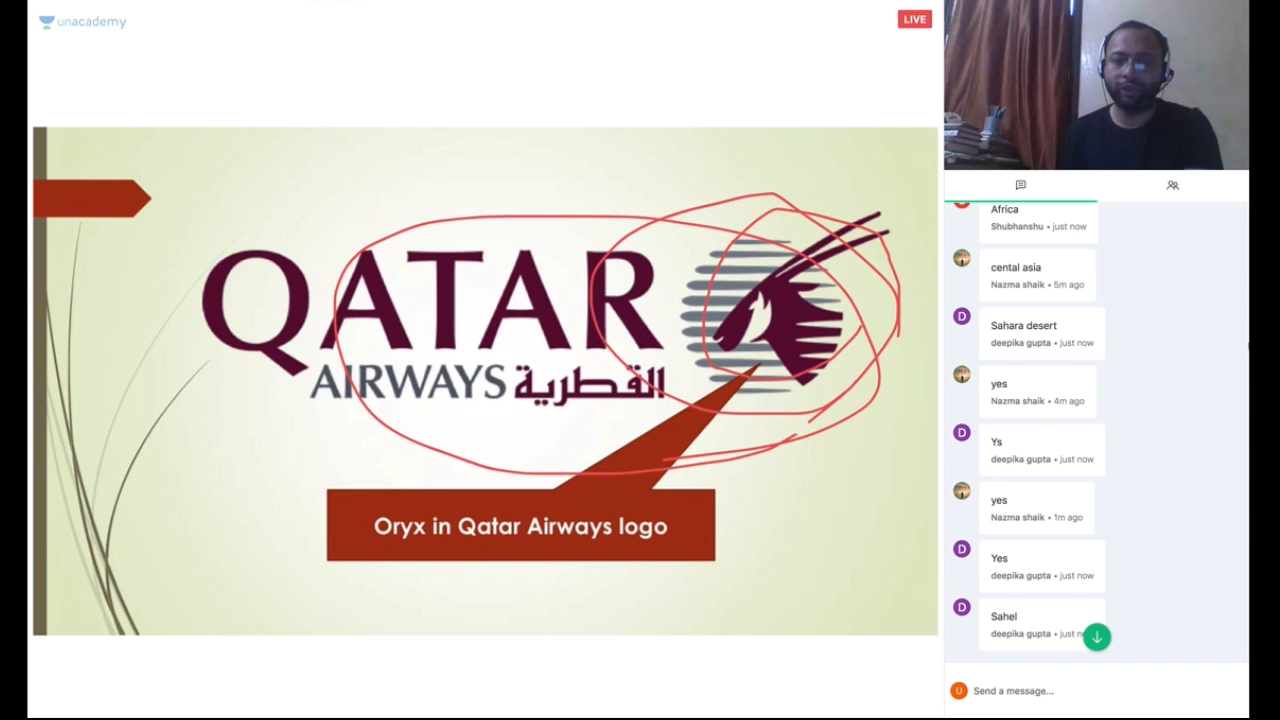 unacademy
LIVE
QATAR
AIRWAYS القطرية
Oryx in Qatar Airways logo
Africa
Shubhanshu • just now
cental asia
Nazma shaik • 5m ago
D
Sahara desert
deepika gupta • just now
yes
Nazma shaik • 4m ago
D
Ys
deepika gupta • just now
yes
Nazma shaik • 1m ago
D
Yes
deepika gupta • just now
D
Sahel
deepika gupta • just n
U
Send a message...